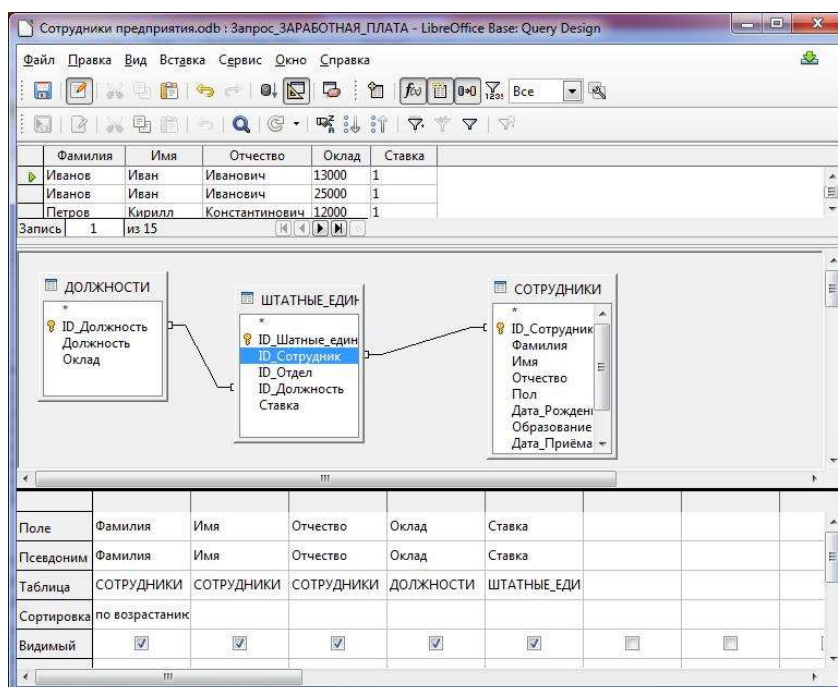 Сотрудники предприятия.odb : Запрос_ЗАРАБОТНАЯ_ПЛАТА - LibreOffice Base: Query Design
Файл Правка Вид Вставка Сервис Окно Справка
f(x) 123! Все
Фамилия Имя Отчество Оклад Ставка
Иванов Иван Иванович 13000 1
Иванов Иван Иванович 25000 1
Петров Кирилл Константинович 12000 1
Запись 1 из 15
ДОЛЖНОСТИ
*
ID_Должность
Должность
Оклад
ШТАТНЫЕ_ЕДИН
*
ID_Шатные_един
ID_Сотрудник
ID_Отдел
ID_Должность
Ставка
СОТРУДНИКИ
*
ID_Сотрудник
Фамилия
Имя
Отчество
Пол
Дата_Рождени
Образование
Дата_Приёма
Поле Фамилия Имя Отчество Оклад Ставка
Псевдоним Фамилия Имя Отчество Оклад Ставка
Таблица СОТРУДНИКИ СОТРУДНИКИ СОТРУДНИКИ ДОЛЖНОСТИ ШТАТНЫЕ_ЕДИ
Сортировка по возрастанию
Видимый